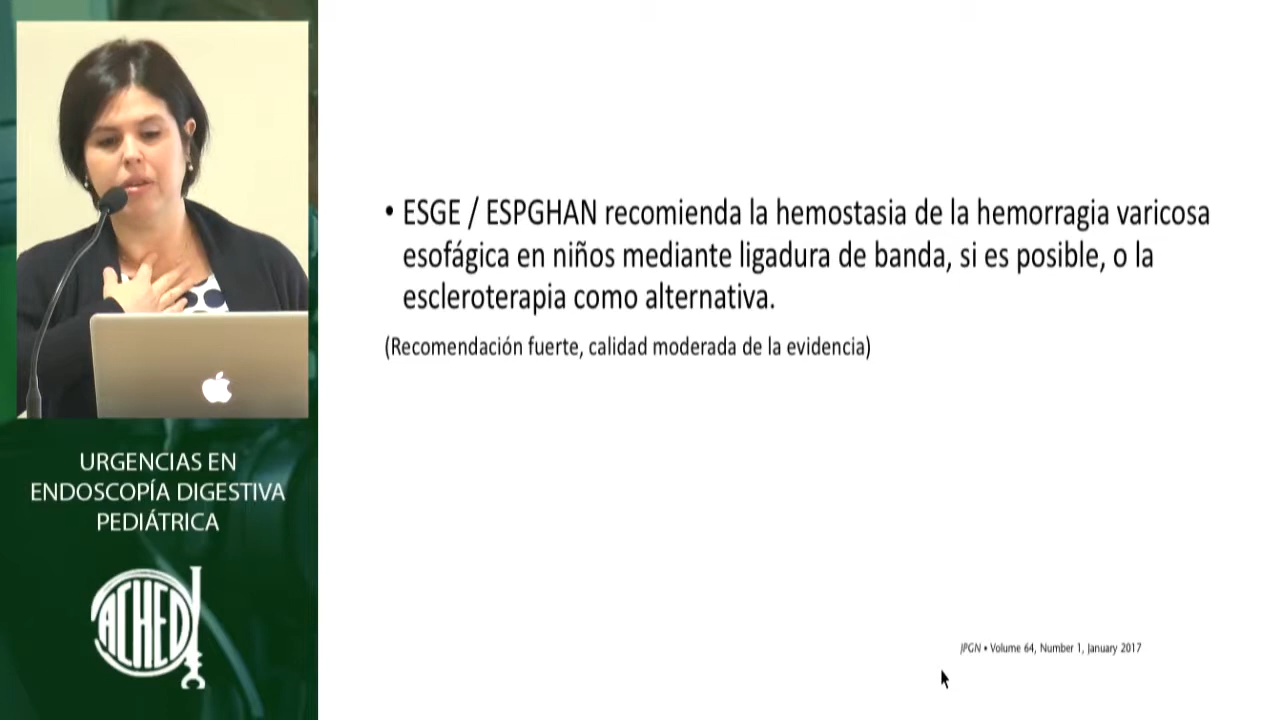 • ESGE / ESPGHAN recomienda la hemostasia de la hemorragia varicosa
esofágica en niños mediante ligadura de banda, si es posible, o la
escleroterapia como alternativa.
(Recomendación fuerte, calidad moderada de la evidencia)
JPGN • Volume 64, Number 1, January 2017
URGENCIAS EN
ENDOSCOPÍA DIGESTIVA
PEDIÁTRICA
ACHED